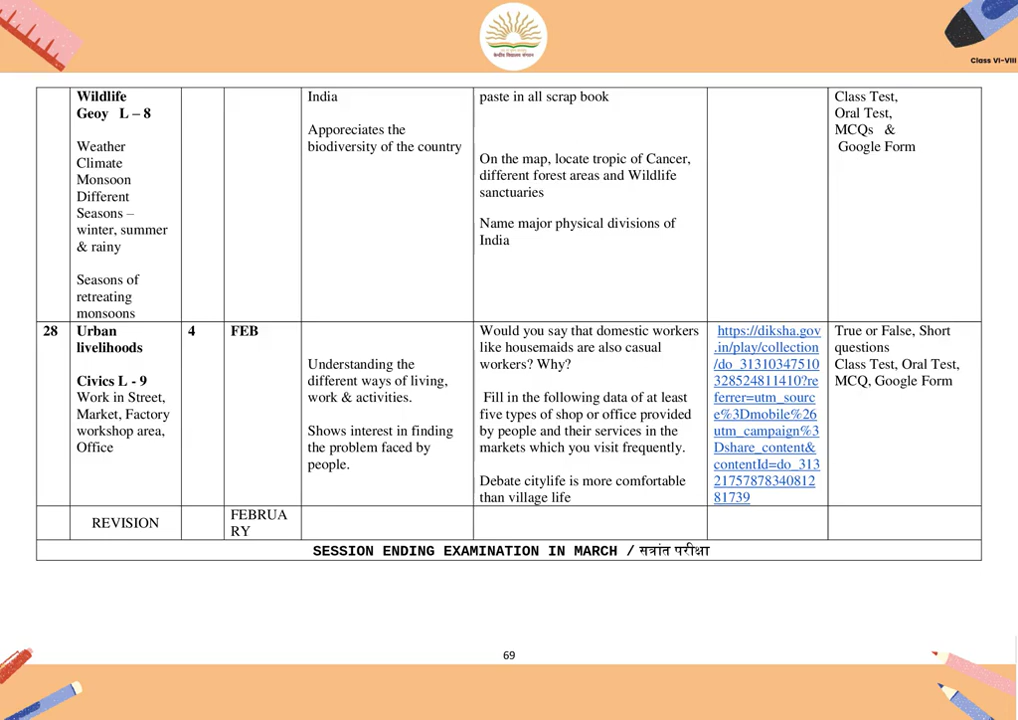 Class VI-VIII
Wildlife
Geoy L – 8
Weather
Climate
Monsoon
Different
Seasons –
winter, summer
& rainy
Seasons of
retreating
monsoons
India
Apporeciates the
biodiversity of the country
paste in all scrap book
On the map, locate tropic of Cancer,
different forest areas and Wildlife
sanctuaries
Name major physical divisions of
India
Class Test,
Oral Test,
MCQs &
Google Form
28
Urban
livelihoods
Civics L - 9
Work in Street,
Market, Factory
workshop area,
Office
4
FEB
Understanding the
different ways of living,
work & activities.
Shows interest in finding
the problem faced by
people.
Would you say that domestic workers
like housemaids are also casual
workers? Why?
Fill in the following data of at least
five types of shop or office provided
by people and their services in the
markets which you visit frequently.
Debate citylife is more comfortable
than village life
https://diksha.gov
.in/play/collection
/do_31310347510
328524811410?re
ferrer=utm_sourc
e%3Dmobile%26
utm_campaign%3
Dshare_content&
contentId=do_313
21757878340812
81739
True or False, Short
questions
Class Test, Oral Test,
MCQ, Google Form
REVISION
FEBRUA
RY
SESSION ENDING EXAMINATION IN MARCH / सत्रांत परीक्षा
69